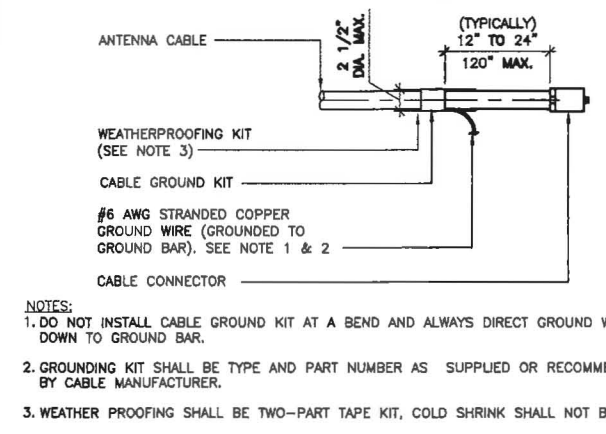 (TYPICALLY)
12" TO 24"
120" MAX.
2 1/2"
DIA. MAX.
ANTENNA CABLE
WEATHERPROOFING KIT
(SEE NOTE 3)
CABLE GROUND KIT
#6 AWG STRANDED COPPER
GROUND WIRE (GROUNDED TO
GROUND BAR). SEE NOTE 1 & 2
CABLE CONNECTOR
NOTES:
1. DO NOT INSTALL CABLE GROUND KIT AT A BEND AND ALWAYS DIRECT GROUND
DOWN TO GROUND BAR.
2. GROUNDING KIT SHALL BE TYPE AND PART NUMBER AS SUPPLIED OR
BY CABLE MANUFACTURER.
3. WEATHER PROOFING SHALL BE TWO-PART TAPE KIT, COLD SHRINK SHALL NOT